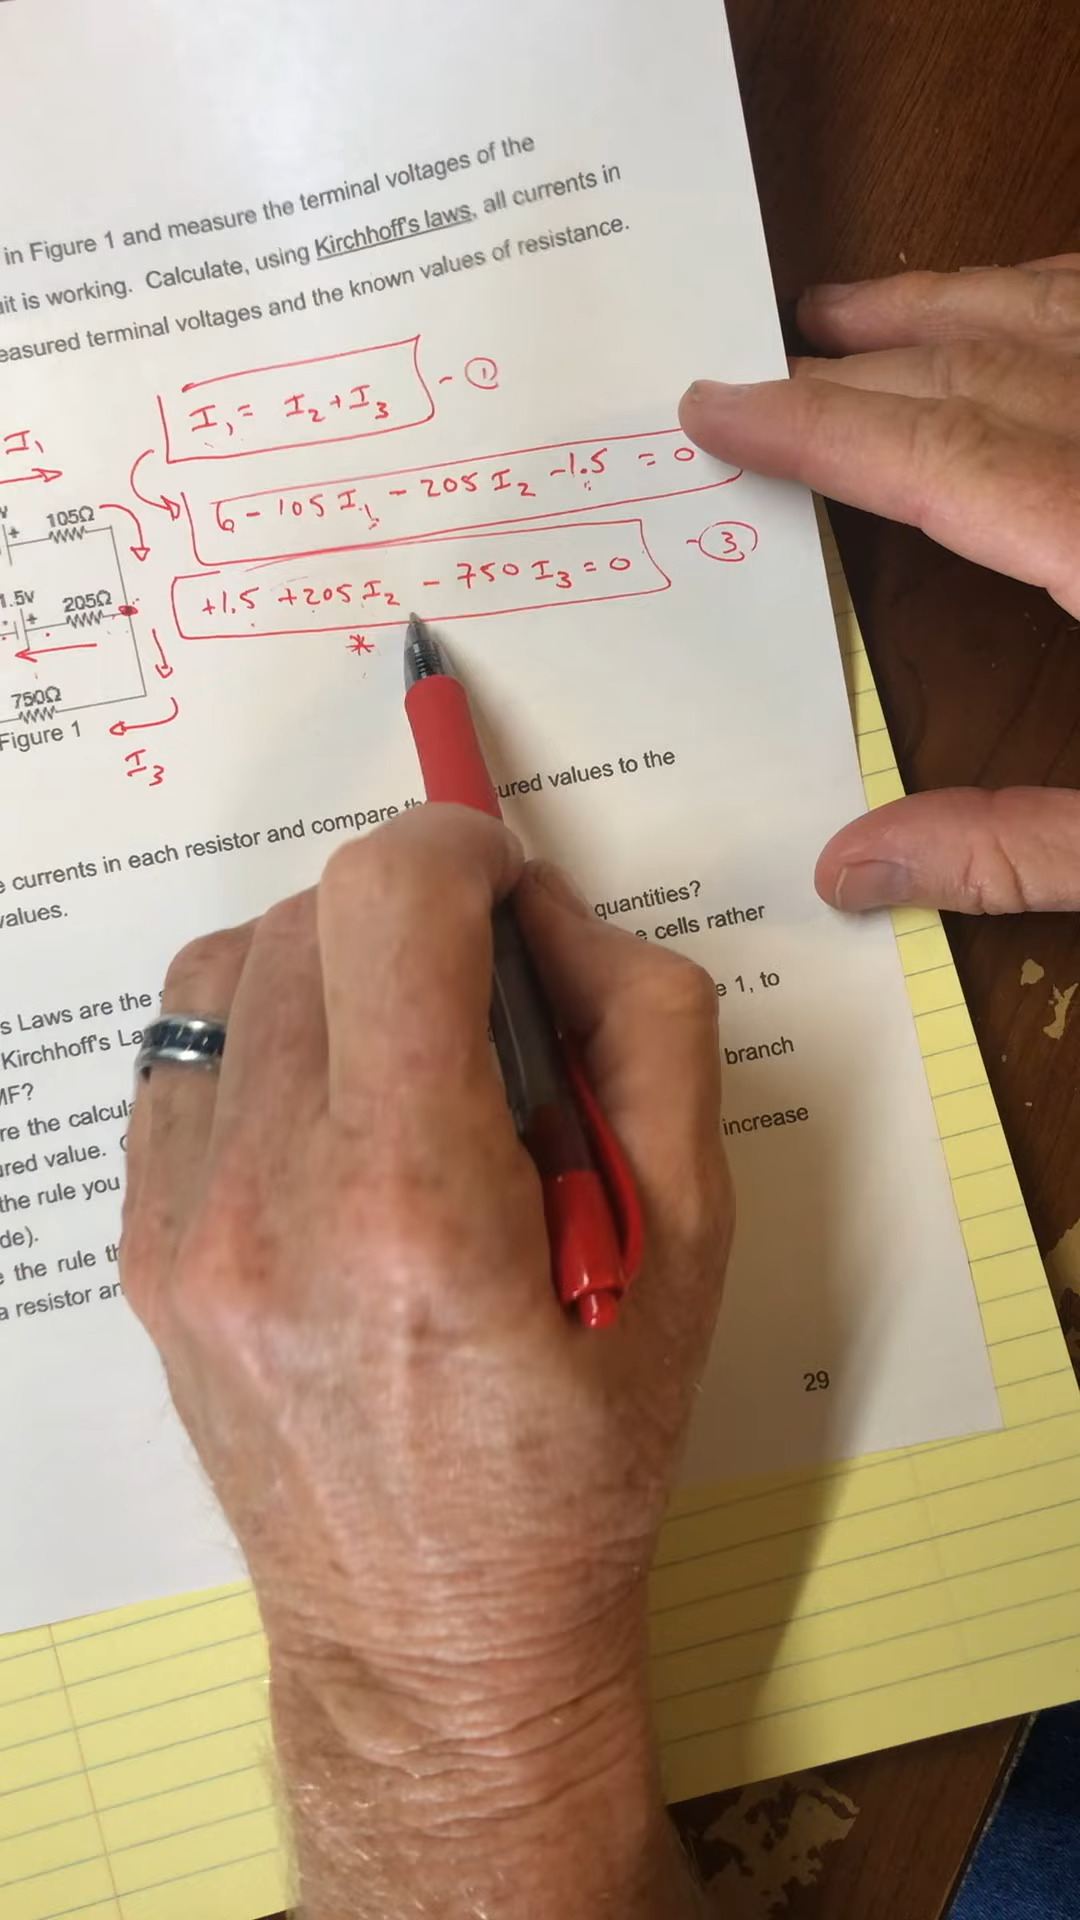 in Figure 1 and measure the terminal voltages of the
it is working. Calculate, using Kirchhoff's laws, all currents in
easured terminal voltages and the known values of resistance.
I₁ = I₂ + I₃ - ①
I₁
6 - 105 I₁ - 205 I₂ - 1.5 = 0
V
+
105Ω
+1.5 + 205 I₂ - 750 I₃ = 0 - ③
*
1.5V
+
205Ω
750Ω
Figure 1
I₃
currents in each resistor and compare ured values to the
values.
quantities?
cells rather
s Laws are the e 1, to
Kirchhoff's La branch
MF?
re the calcul increase
ured value.
the rule you
de).
the rule th
a resistor an
29